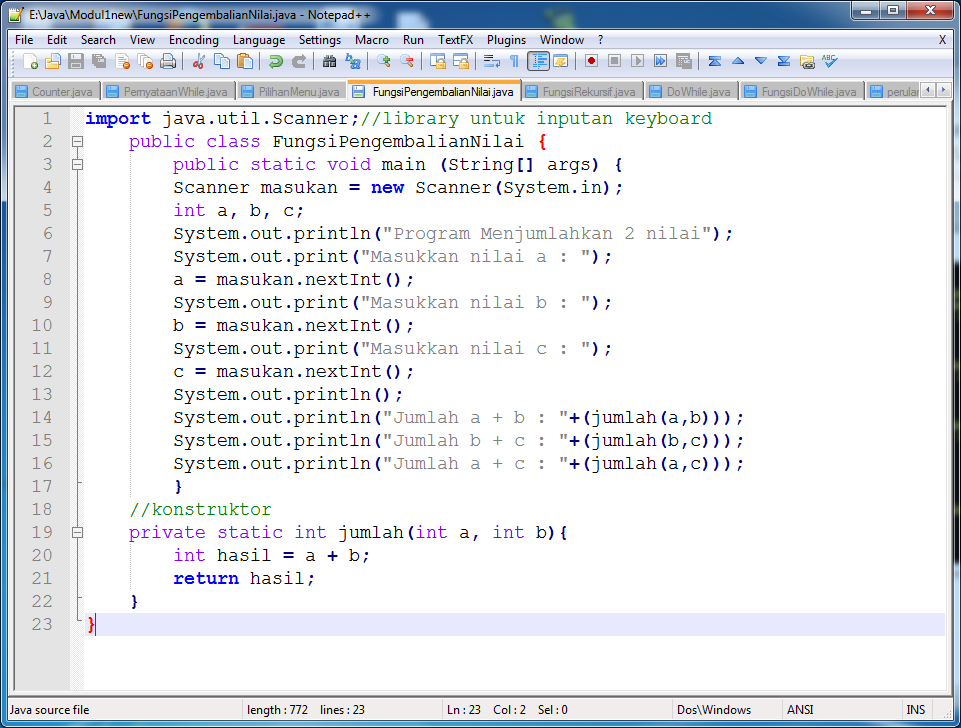 E:\Java\Modul1new\FungsiPengembalianNilai.java - Notepad++
File Edit Search View Encoding Language Settings Macro Run TextFX Plugins Window ? X
Counter.java PernyataanWhile.java PilihanMenu.java FungsiPengembalianNilai.java FungsiRekursif.java DoWhile.java FungsiDoWhile.java perular
1 import java.util.Scanner;//library untuk inputan keyboard
2 public class FungsiPengembalianNilai {
3 public static void main (String[] args) {
4 Scanner masukan = new Scanner(System.in);
5 int a, b, c;
6 System.out.println("Program Menjumlahkan 2 nilai");
7 System.out.print("Masukkan nilai a : ");
8 a = masukan.nextInt();
9 System.out.print("Masukkan nilai b : ");
10 b = masukan.nextInt();
11 System.out.print("Masukkan nilai c : ");
12 c = masukan.nextInt();
13 System.out.println();
14 System.out.println("Jumlah a + b : "+(jumlah(a,b)));
15 System.out.println("Jumlah b + c : "+(jumlah(b,c)));
16 System.out.println("Jumlah a + c : "+(jumlah(a,c)));
17 }
18 //konstruktor
19 private static int jumlah(int a, int b){
20 int hasil = a + b;
21 return hasil;
22 }
23 }
Java source file length : 772 lines : 23 Ln : 23 Col : 2 Sel : 0 Dos\Windows ANSI INS